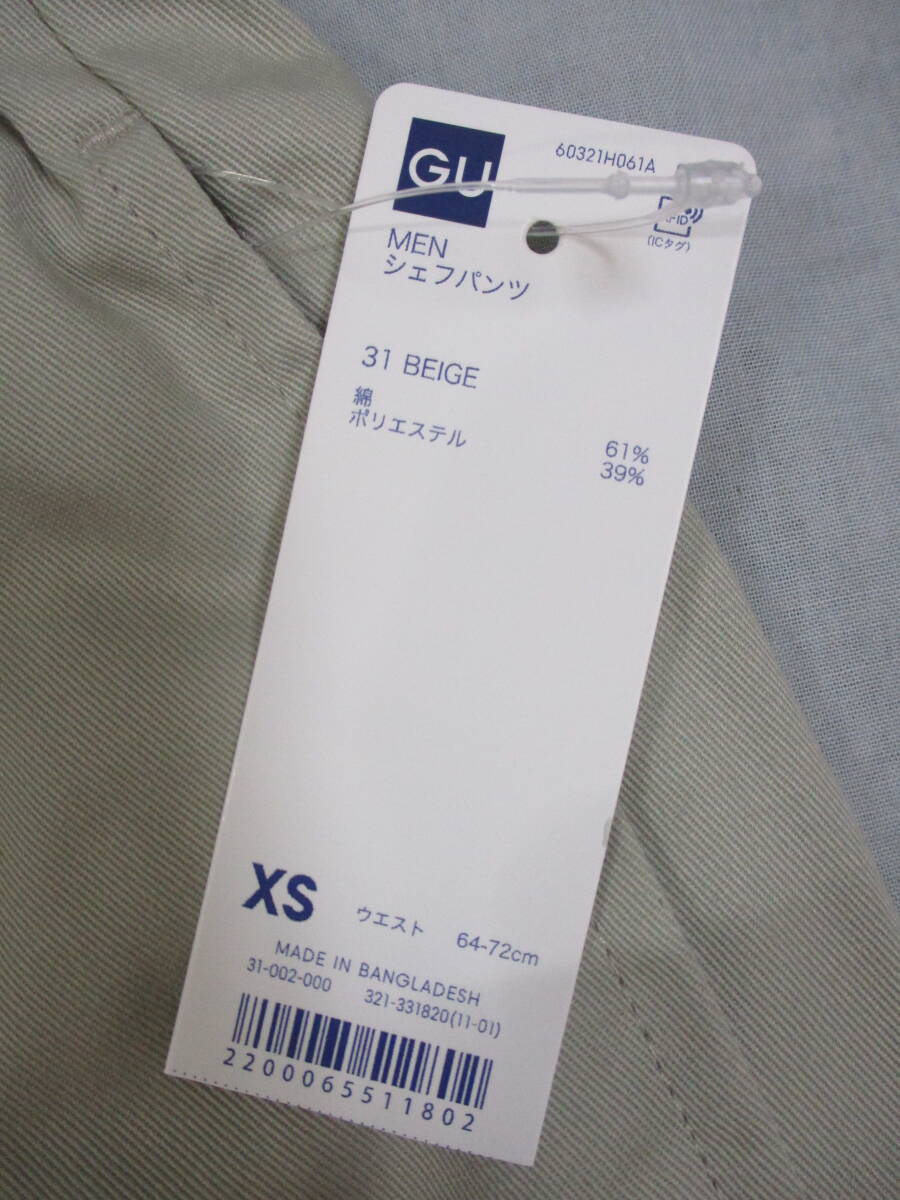 GU
60321H061A
(ICタグ)
MEN
シェフパンツ
31 BEIGE
綿 61%
ポリエステル 39%
XS ウエスト 64-72cm
MADE IN BANGLADESH
31-002-000 321-331820(11-01)
2200065511802